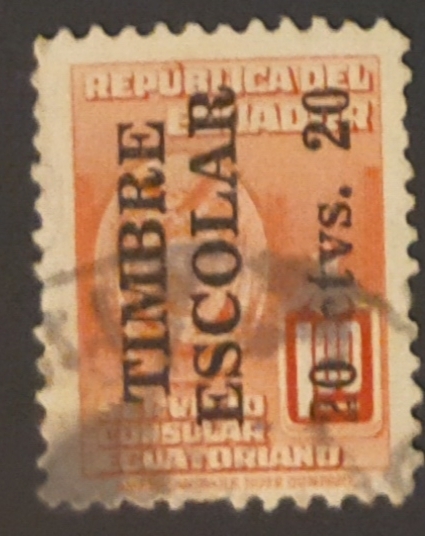 REPUBLICA DEL
ECUADOR
TIMBRE
ESCOLAR
20 ctvs. 20
SERVICIO
CONSULAR
ECUATORIANO